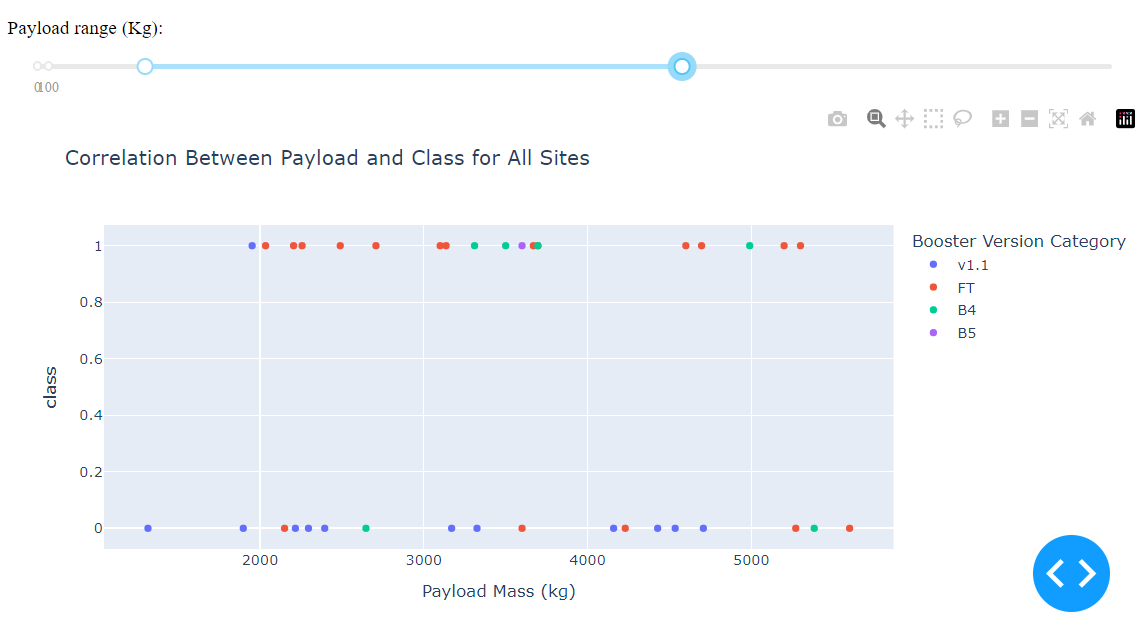 Payload range (Kg):
0 100
Correlation Between Payload and Class for All Sites
Booster Version Category
v1.1
FT
B4
B5
1
0.8
0.6
0.4
0.2
0
class
2000 3000 4000 5000
Payload Mass (kg)